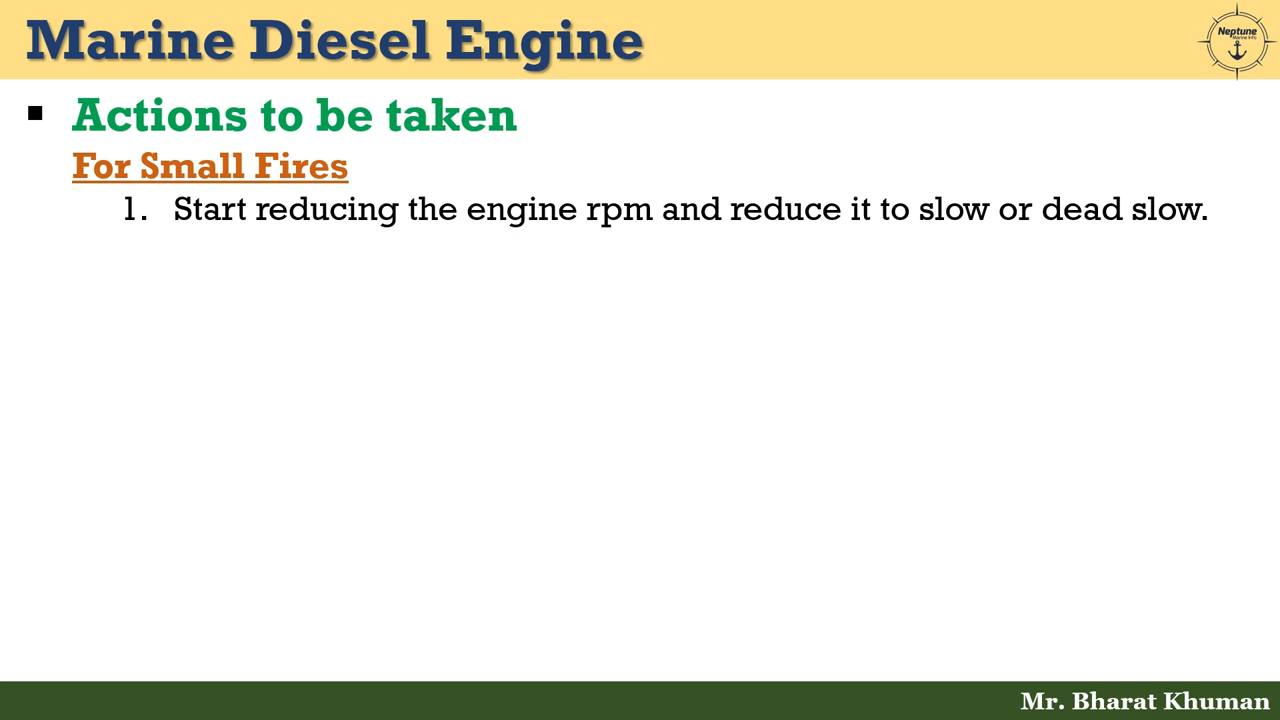 Marine Diesel Engine
Neptune
Marine Info
▪ Actions to be taken
For Small Fires
1. Start reducing the engine rpm and reduce it to slow or dead slow.
Mr. Bharat Khuman